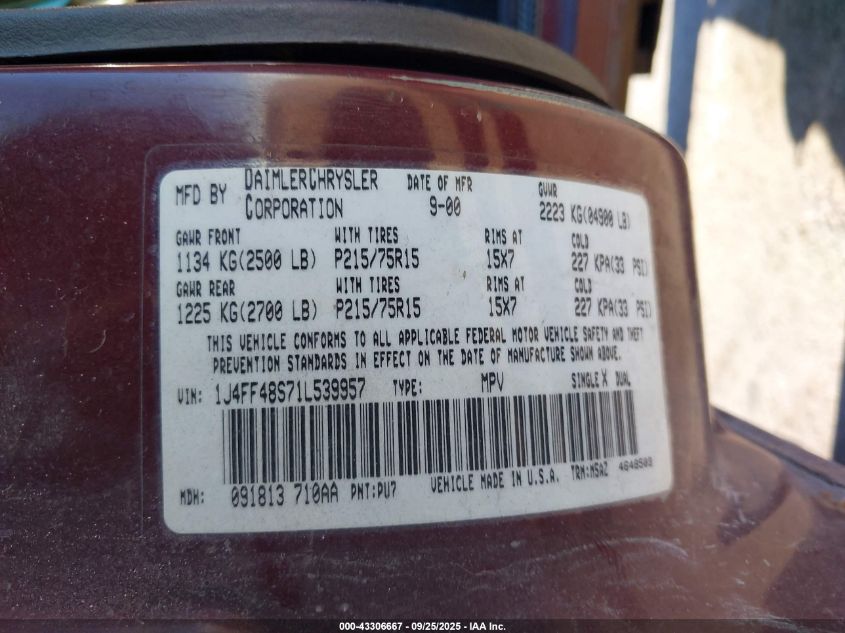 MFD BY DAIMLERCHRYSLER CORPORATION DATE OF MFR 9-00 GVWR 2223 KG(04900 LB)
GAWR FRONT WITH TIRES RIMS AT COLD
1134 KG(2500 LB) P215/75R15 15X7 227 KPA(33 PSI)
GAWR REAR WITH TIRES RIMS AT COLD
1225 KG(2700 LB) P215/75R15 15X7 227 KPA(33 PSI)
THIS VEHICLE CONFORMS TO ALL APPLICABLE FEDERAL MOTOR VEHICLE SAFETY AND THEFT
PREVENTION STANDARDS IN EFFECT ON THE DATE OF MANUFACTURE SHOWN ABOVE.
VIN: 1J4FF48S71L539957 TYPE: MPV SINGLE X DUAL
MDH: 091813 710AA PNT:PU7 VEHICLE MADE IN U.S.A. TRM:M5AZ 4648503
000-43306667 - 09/25/2025 - IAA Inc.